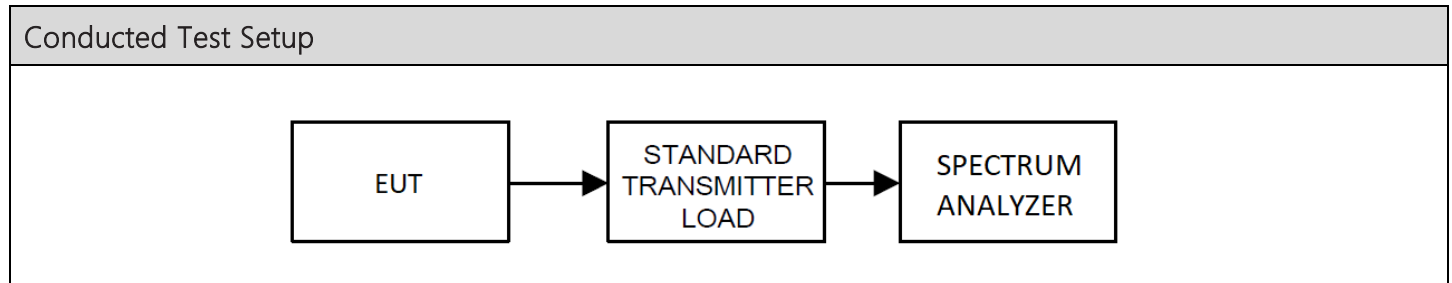 Conducted Test Setup
EUT
STANDARD
TRANSMITTER
LOAD
SPECTRUM
ANALYZER